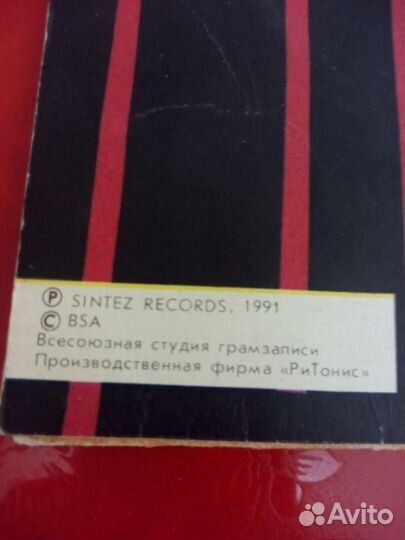 Ⓟ SINTEZ RECORDS, 1991
© BSA
Всесоюзная студия грамзаписи
Производственная фирма «РиТонис»
Avito